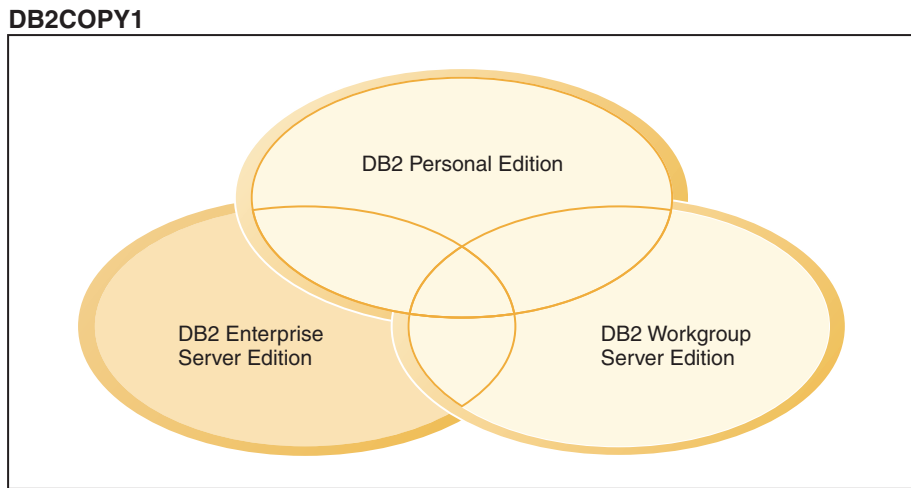 DB2COPY1
DB2 Personal Edition
DB2 Enterprise
Server Edition
DB2 Workgroup
Server Edition